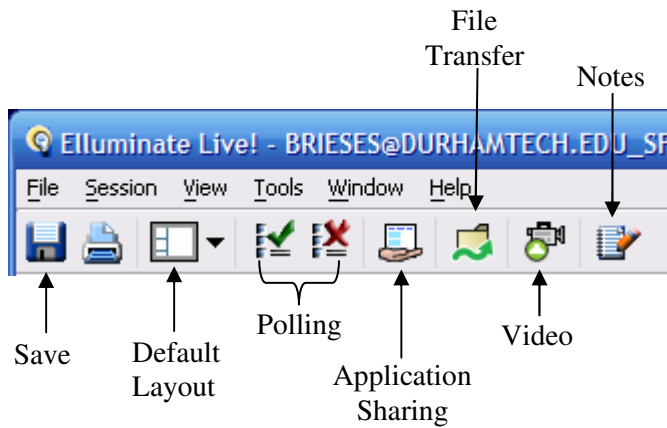 File
Transfer
Notes
Elluminate Live! - BRIESES@DURHAMTECH.EDU_
File Session View Tools Window Help
Save
Default
Layout
Polling
Application
Sharing
Video